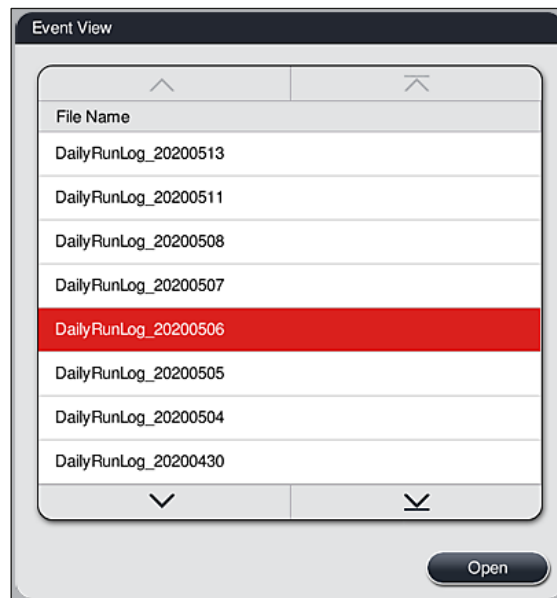 Event View
File Name
DailyRunLog_20200513
DailyRunLog_20200511
DailyRunLog_20200508
DailyRunLog_20200507
DailyRunLog_20200506
DailyRunLog_20200505
DailyRunLog_20200504
DailyRunLog_20200430
Open